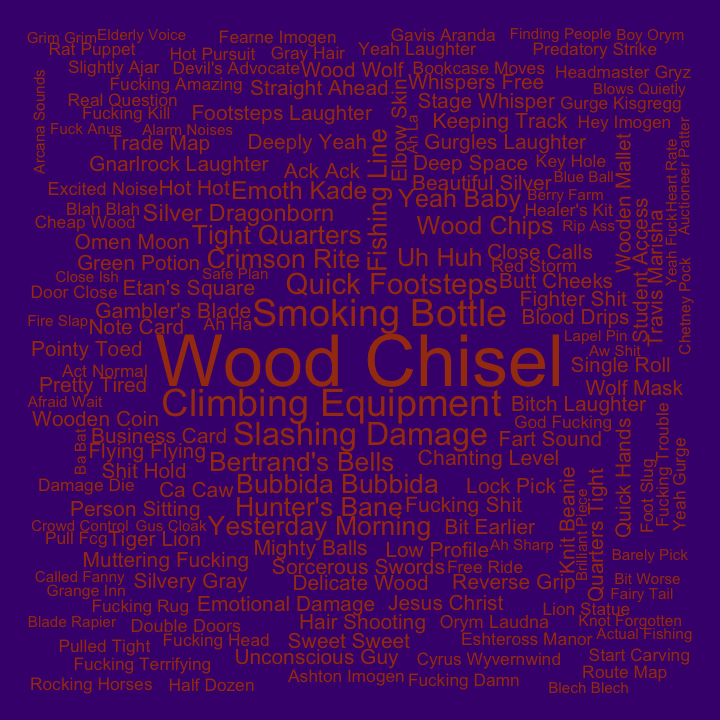 Grim Grim
Elderly Voice
Fearne Imogen
Gavis Aranda
Finding People
Boy Orym
Rat Puppet
Hot Pursuit
Gray Hair
Yeah Laughter
Predatory Strike
Slightly Ajar
Devil's Advocate
Wood Wolf
Bookcase Moves
Headmaster Gryz
Fucking Amazing
Straight Ahead
Elbow Skin
Whispers Free
Blows Quietly
Arcana Sounds
Real Question
Footsteps Laughter
Stage Whisper
Gurge Kisgregg
Fucking Kill
Keeping Track
Hey Imogen
Fuck Anus
Alarm Noises
Ah La
Trade Map
Deeply Yeah
Fishing Line
Gurgles Laughter
Wooden Mallet
Heart Rate
Auctioneer Patter
Gnarlrock Laughter
Ack Ack
Deep Space
Key Hole
Excited Noise
Hot Hot
Emoth Kade
Beautiful Silver
Blue Ball
Yeah Baby
Berry Farm
Blah Blah
Silver Dragonborn
Healer's Kit
Cheap Wood
Wood Chips
Rip Ass
Yeah Fuck
Omen Moon
Tight Quarters
Student Access
Travis Marisha
Green Potion
Crimson Rite
Uh Huh
Close Calls
Red Storm
Close Ish
Safe Plan
Door Close
Etan's Square
Quick Footsteps
Butt Cheeks
Chetney Pock
Gambler's Blade
Smoking Bottle
Fighter Shit
Fire Slap
Note Card
Ah Ha
Blood Drips
Pointy Toed
Wood Chisel
Lapel Pin
Aw Shit
Act Normal
Single Roll
Pretty Tired
Wolf Mask
Afraid Wait
Climbing Equipment
Bitch Laughter
Wooden Coin
God Fucking
Business Card
Slashing Damage
Fart Sound
Ba Bat
Flying Flying
Quick Hands
Fucking Trouble
Shit Hold
Bertrand's Bells
Chanting Level
Foot Slug
Yeah Gurge
Damage Die
Ca Caw
Bubbida Bubbida
Lock Pick
Knit Beanie
Brilliant Piece
Quarters Tight
Person Sitting
Hunter's Bane
Fucking Shit
Crowd Control
Gus Cloak
Yesterday Morning
Bit Earlier
Pull Fcg
Tiger Lion
Mighty Balls
Low Profile
Ah Sharp
Barely Pick
Muttering Fucking
Sorcerous Swords
Free Ride
Called Fanny
Silvery Gray
Delicate Wood
Reverse Grip
Bit Worse
Grange Inn
Fairy Tail
Fucking Rug
Emotional Damage
Jesus Christ
Lion Statue
Blade Rapier
Double Doors
Hair Shooting
Orym Laudna
Knot Forgotten
Fucking Head
Sweet Sweet
Eshteross Manor
Actual Fishing
Pulled Tight
Unconscious Guy
Cyrus Wyvernwind
Start Carving
Fucking Terrifying
Route Map
Rocking Horses
Half Dozen
Ashton Imogen
Fucking Damn
Blech Blech